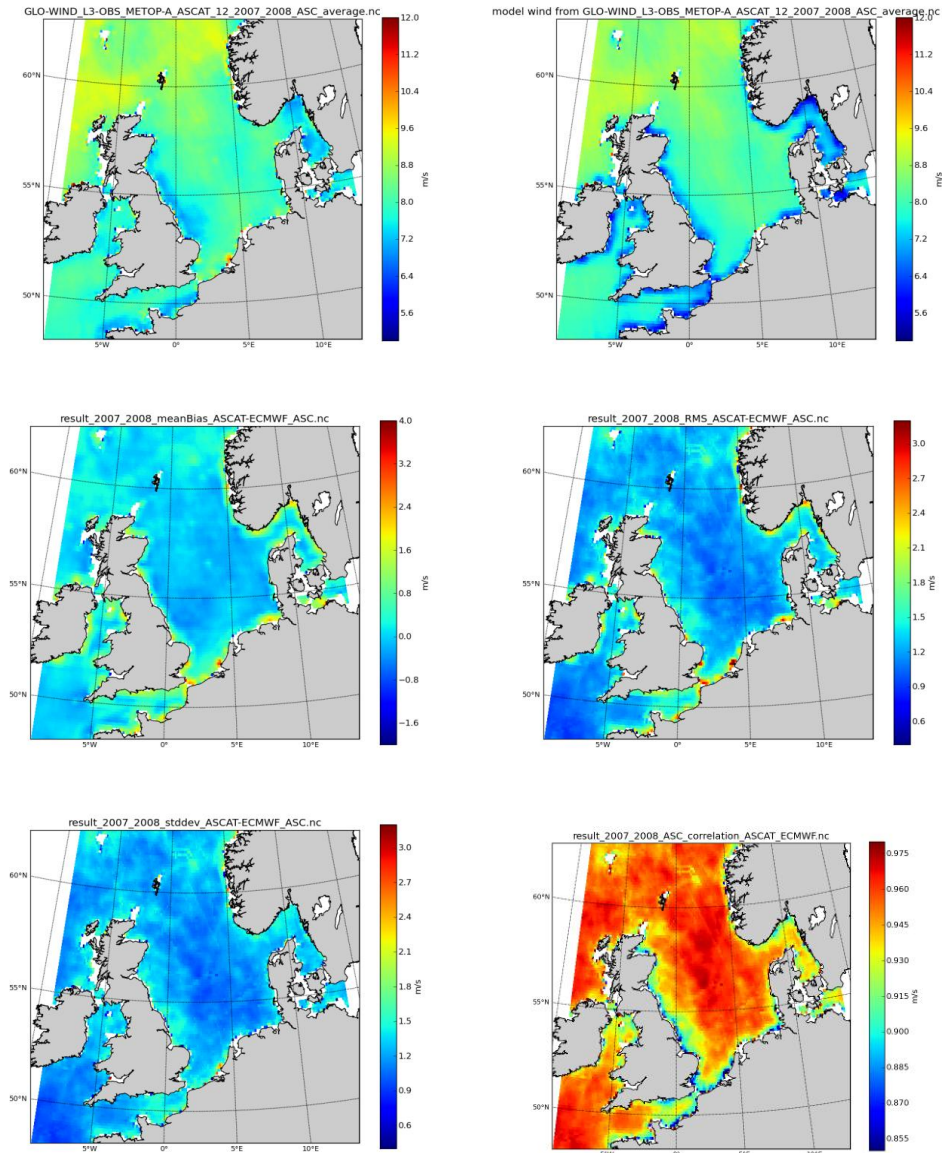 GLO-WIND_L3-OBS_METOP-A_ASCAT_12_2007_2008_ASC_average.nc
60°N
55°N
50°N
5°W 0° 5°E 10°E
12.0
11.2
10.4
9.6
8.8
8.0
7.2
6.4
5.6
m/s
model wind from GLO-WIND_L3-OBS_METOP-A_ASCAT_12_2007_2008_ASC_average.nc
60°N
55°N
50°N
5°W 0° 5°E 10°E
12.0
11.2
10.4
9.6
8.8
8.0
7.2
6.4
5.6
m/s
result_2007_2008_meanBias_ASCAT-ECMWF_ASC.nc
60°N
55°N
50°N
5°W 0° 5°E 10°E
4.0
3.2
2.4
1.6
0.8
0.0
−0.8
−1.6
m/s
result_2007_2008_RMS_ASCAT-ECMWF_ASC.nc
60°N
55°N
50°N
5°W 0° 5°E 10°E
3.0
2.7
2.4
2.1
1.8
1.5
1.2
0.9
0.6
m/s
result_2007_2008_stddev_ASCAT-ECMWF_ASC.nc
60°N
55°N
50°N
5°W 0° 5°E 10°E
3.0
2.7
2.4
2.1
1.8
1.5
1.2
0.9
0.6
m/s
result_2007_2008_ASC_correlation_ASCAT_ECMWF.nc
60°N
55°N
50°N
5°W 0° 5°E 10°E
0.975
0.960
0.945
0.930
0.915
0.900
0.885
0.870
0.855
m/s